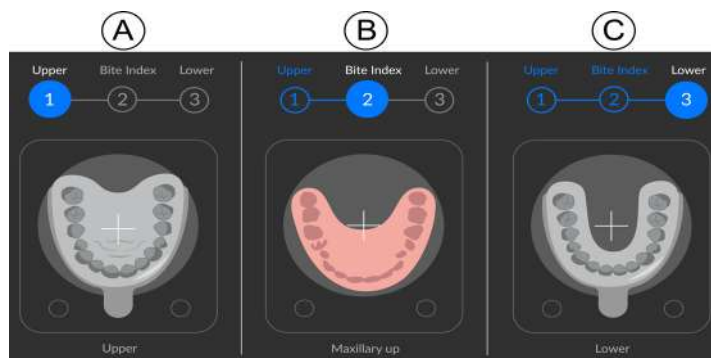 A
B
C
Upper Bite Index Lower
1 2 3
Upper Bite Index Lower
1 2 3
Upper Bite Index Lower
1 2 3
Upper
Maxillary up
Lower